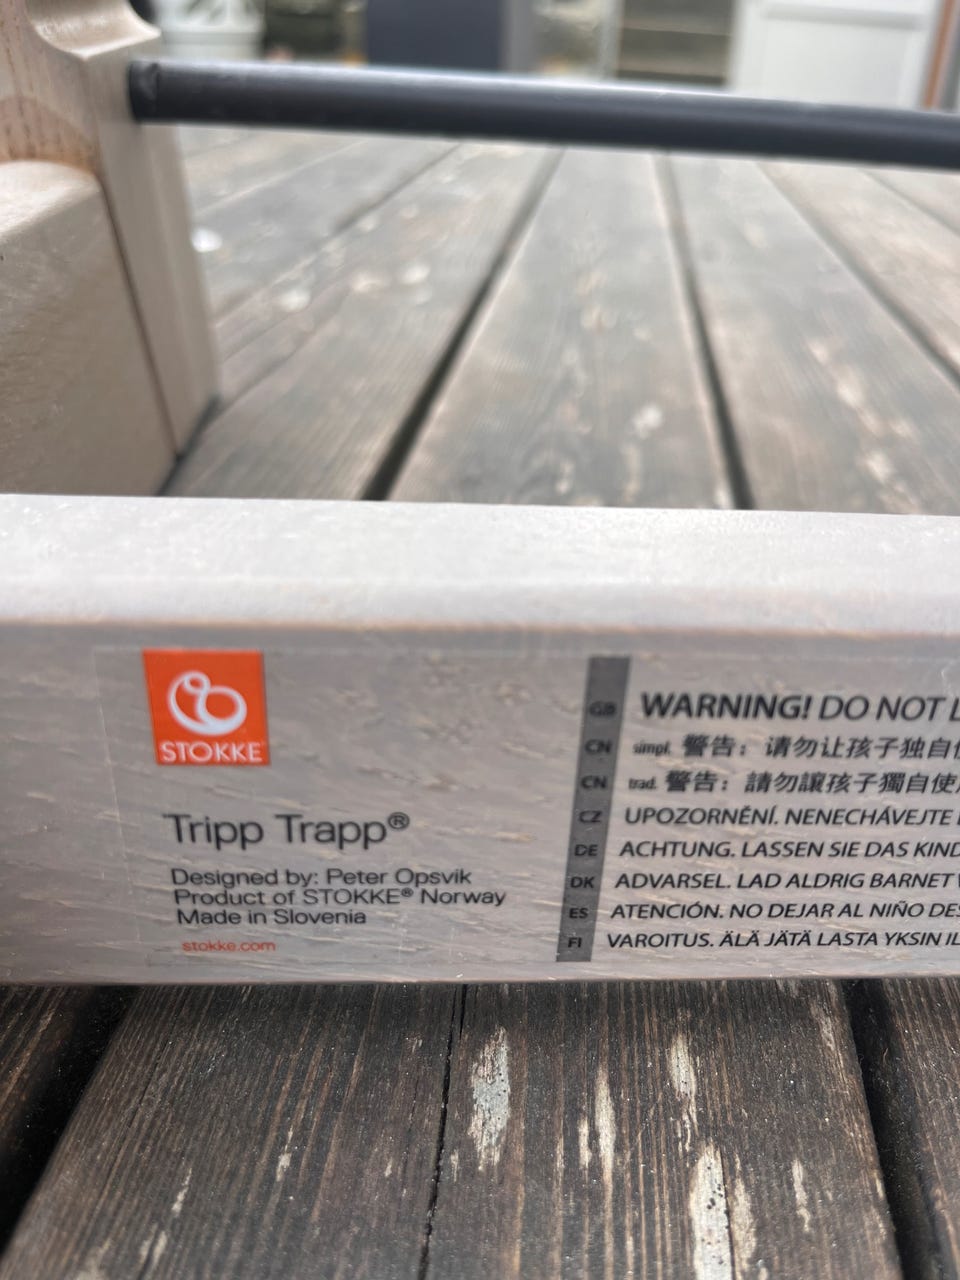 STOKKE
Tripp Trapp®
Designed by: Peter Opsvik
Product of STOKKE® Norway
Made in Slovenia
stokke.com
GB WARNING! DO NOT L
CN simpl. 警告：请勿让孩子独自使
CN trad. 警告：請勿讓孩子獨自使
CZ UPOZORNĚNÍ. NENECHÁVEJTE
DE ACHTUNG. LASSEN SIE DAS KIND
DK ADVARSEL. LAD ALDRIG BARNET
ES ATENCIÓN. NO DEJAR AL NIÑO DES
FI VAROITUS. ÄLÄ JÄTÄ LASTA YKSIN IL